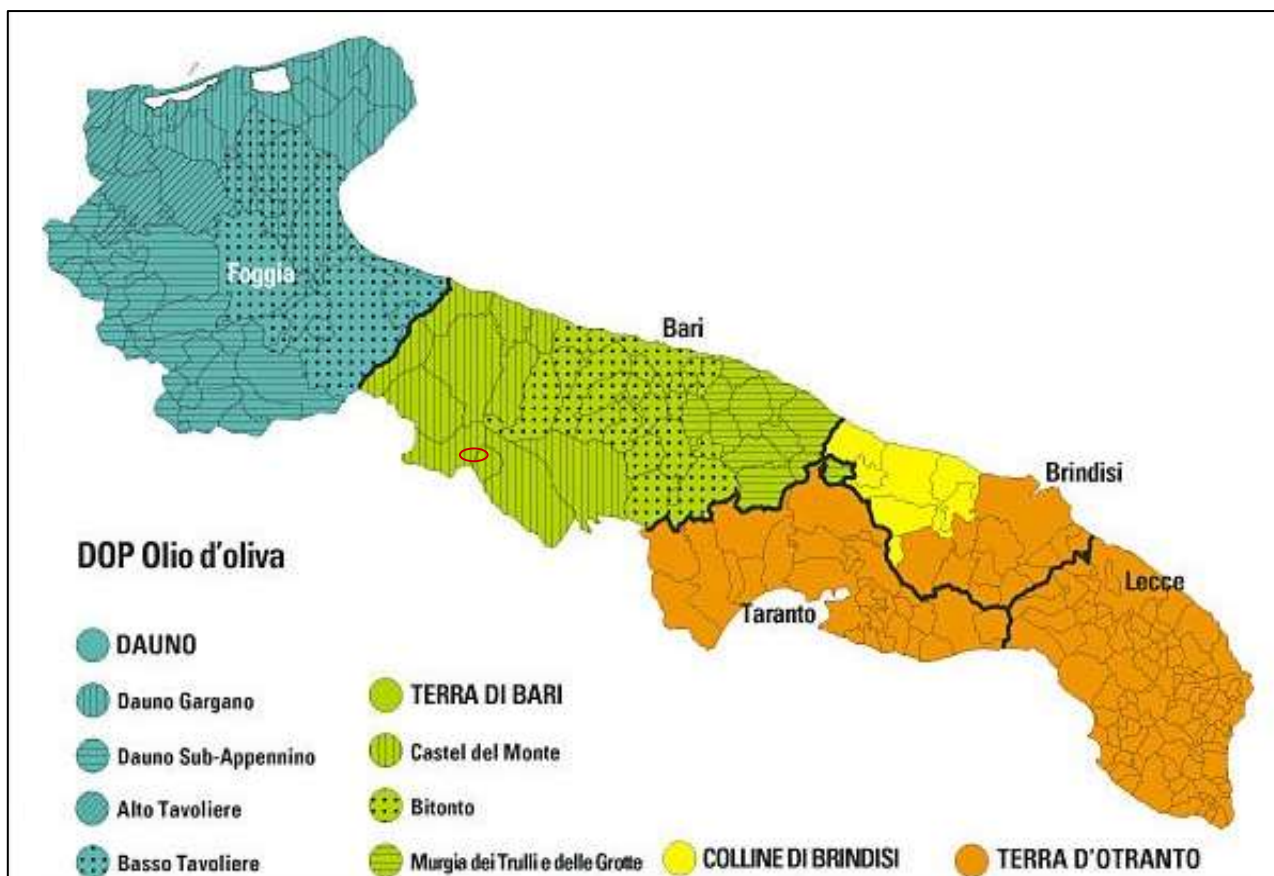 Foggia
Bari
Brindisi
Lecce
Taranto
DOP Olio d'oliva
DAUNO
Dauno Gargano
Dauno Sub-Appennino
Alto Tavoliere
Basso Tavoliere
TERRA DI BARI
Castel del Monte
Bitonto
Murgia dei Trulli e delle Grotte
COLLINE DI BRINDISI
TERRA D'OTRANTO